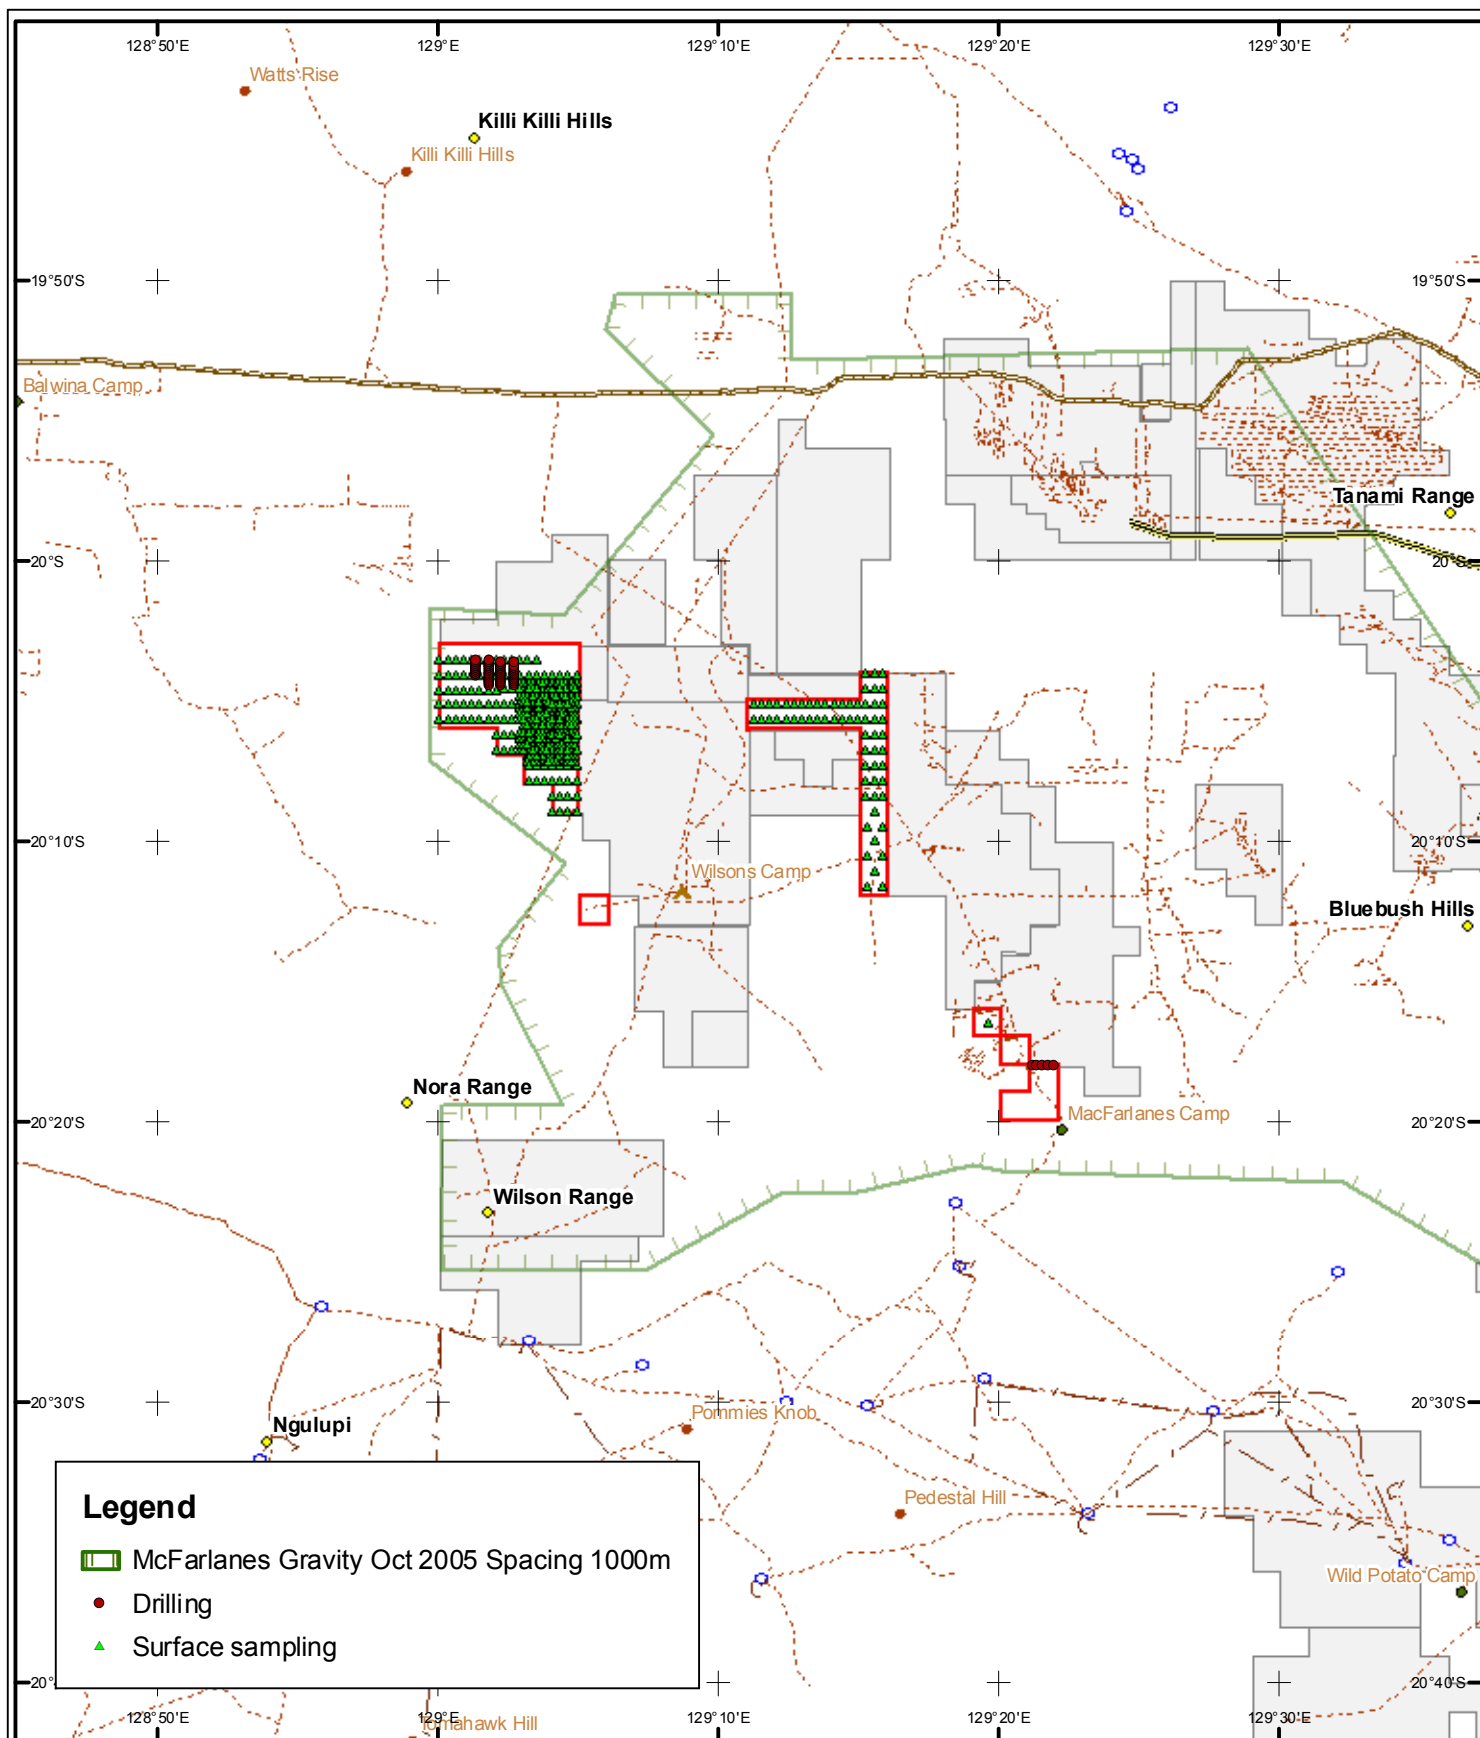 128°50'E
129°E
129°10'E
129°20'E
129°30'E
Watts Rise
Killi Killi Hills
Killi Killi Hills
19°50'S
19°50'S
Balwina Camp
Tanami Range
20°S
20°S
20°10'S
20°10'S
Wilsons Camp
Bluebush Hills
Nora Range
MacFarlanes Camp
20°20'S
20°20'S
Wilson Range
20°30'S
20°30'S
Pommies Knob
Ngulupi
Pedestal Hill
Legend
McFarlanes Gravity Oct 2005 Spacing 1000m
Wild Potato Camp
Drilling
Surface sampling
20°
20°40'S
128°50'E
129°E
129°10'E
129°20'E
129°30'E
Tomahawk Hill